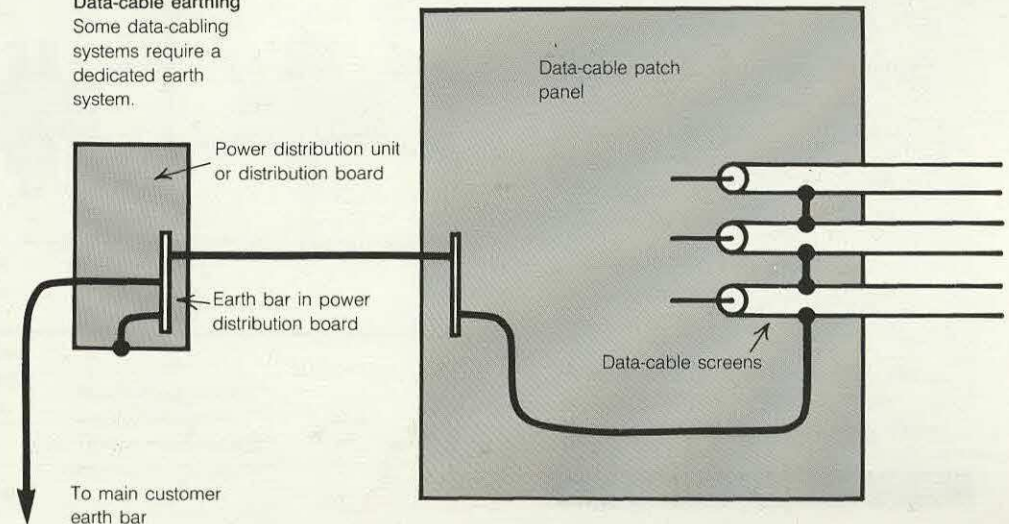 Data-cable earthing
Some data-cabling
systems require a
dedicated earth
system.
Data-cable patch
panel
Power distribution unit
or distribution board
Earth bar in power
distribution board
Data-cable screens
To main customer
earth bar